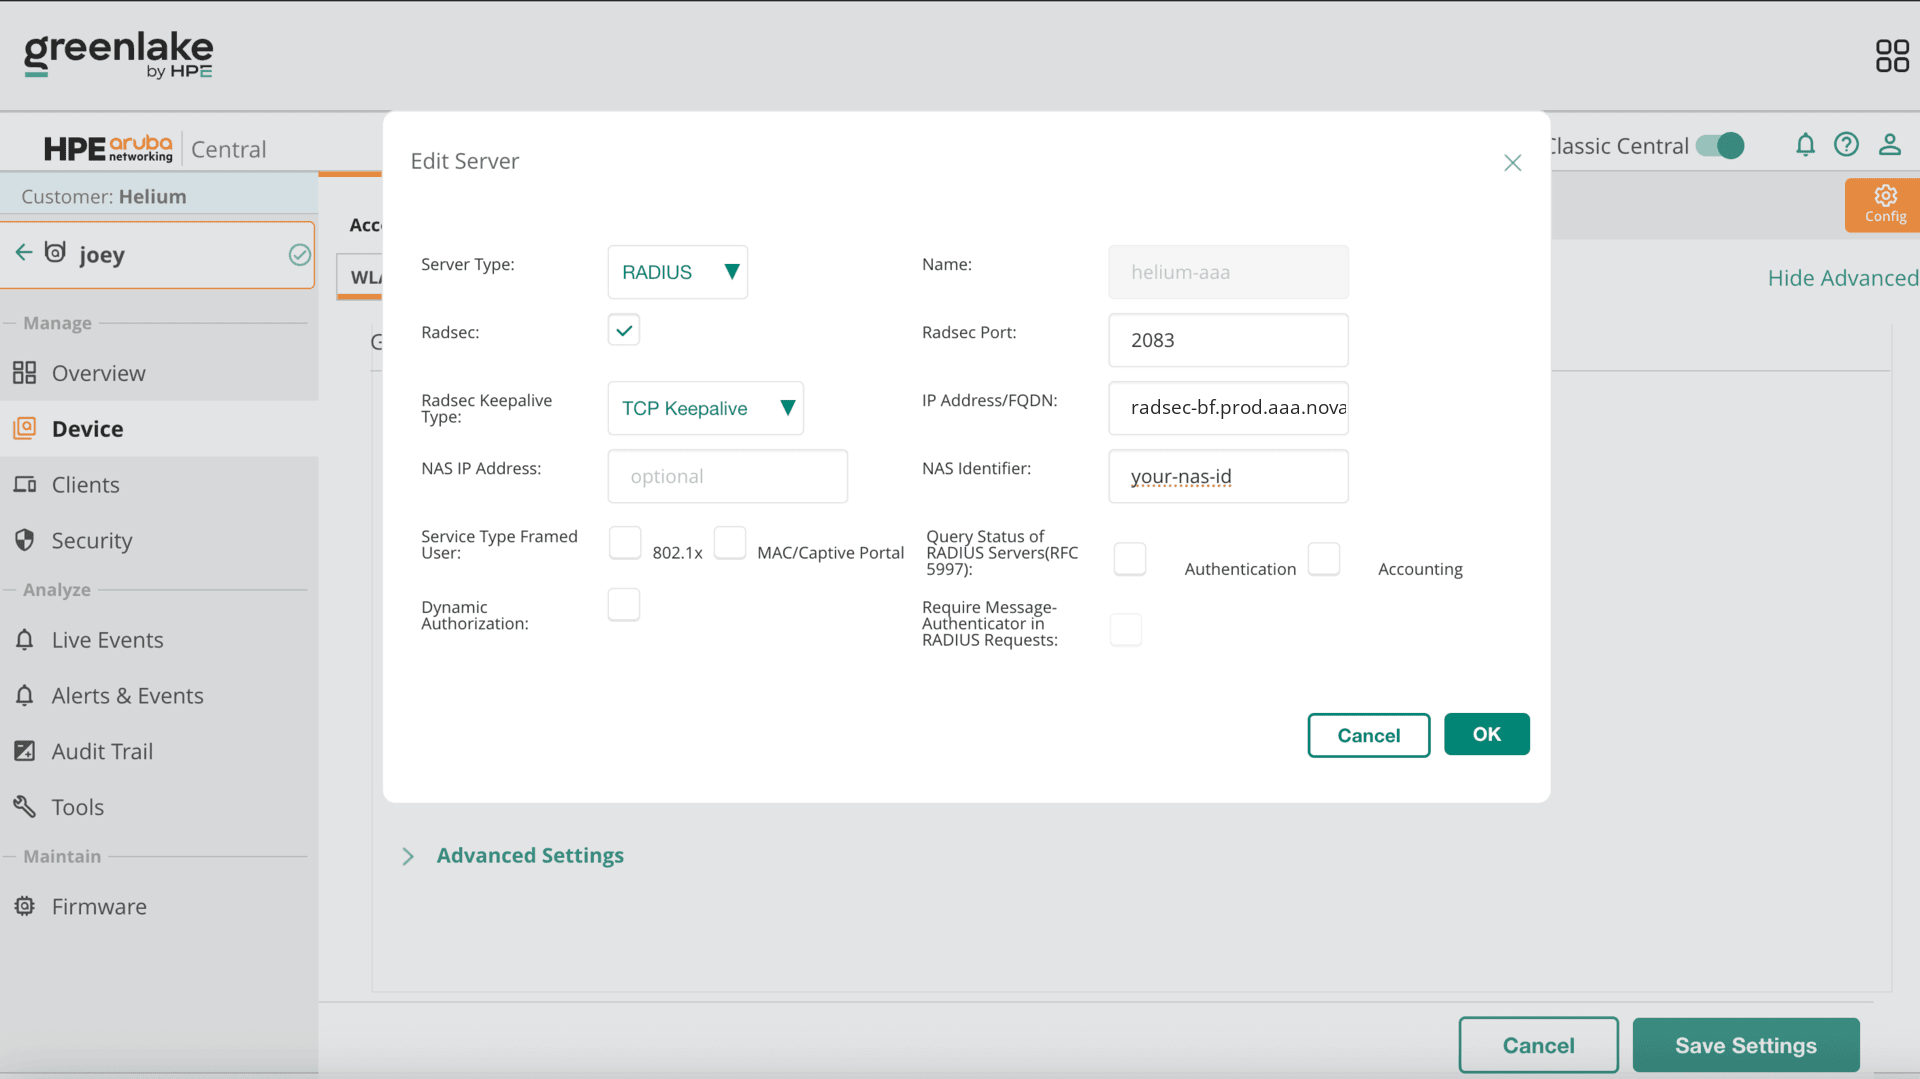 greenlake
by HPE
HPE aruba networking
Central
Classic Central
Customer: Helium
joey
Config
Hide Advanced
Manage
Overview
Device
Clients
Security
Analyze
Live Events
Alerts & Events
Audit Trail
Tools
Maintain
Firmware
Edit Server
Server Type:
RADIUS
Name:
helium-aaa
Radsec:
Radsec Port:
2083
Radsec Keepalive
Type:
TCP Keepalive
IP Address/FQDN:
radsec-bf.prod.aaa.nova
NAS IP Address:
optional
NAS Identifier:
your-nas-id
Service Type Framed
User:
802.1x
MAC/Captive Portal
Query Status of
RADIUS Servers(RFC
5997):
Authentication
Accounting
Dynamic
Authorization:
Require Message-
Authenticator in
RADIUS Requests:
Cancel
OK
Advanced Settings
Cancel
Save Settings